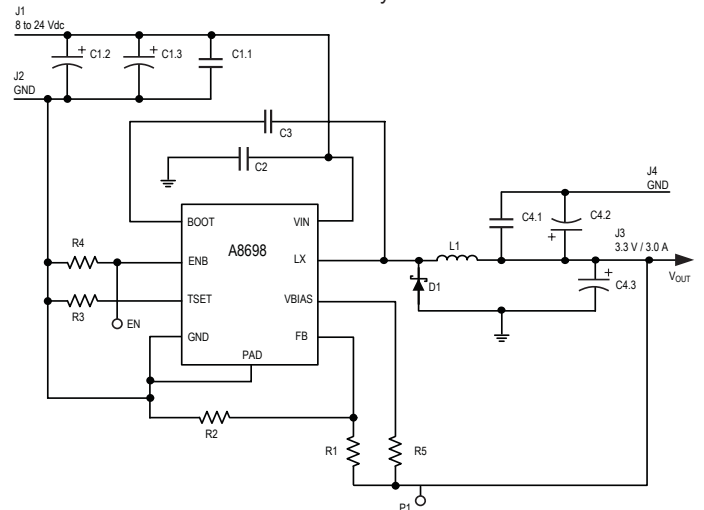 J1
8 to 24 Vdc
C1.2
C1.3
C1.1
J2
GND
C3
C2
J4
GND
BOOT
VIN
C4.1
C4.2
A8698
R4
ENB
LX
L1
J3
3.3 V / 3.0 A
VOUT
R3
TSET
VBIAS
D1
C4.3
EN
GND
FB
PAD
R2
R1
R5
P1